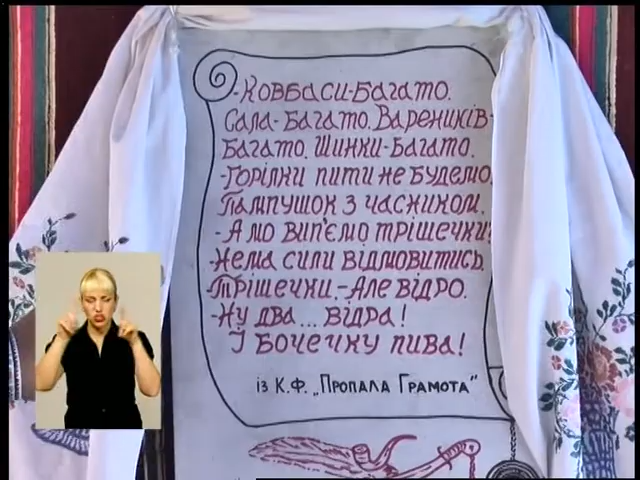 -Ковбаси-багато.
Сала-багато. Вареників-
багато. Шинки-багато.
-Горілки пити не будемо
Пампушок з часником.
-А мо вип'ємо трішечки?
Нема сили відмовитись.
Трішечки. -Але відро.
-Ну два... відра!
І бочечку пива!
із К.Ф. „Пропала Грамота"